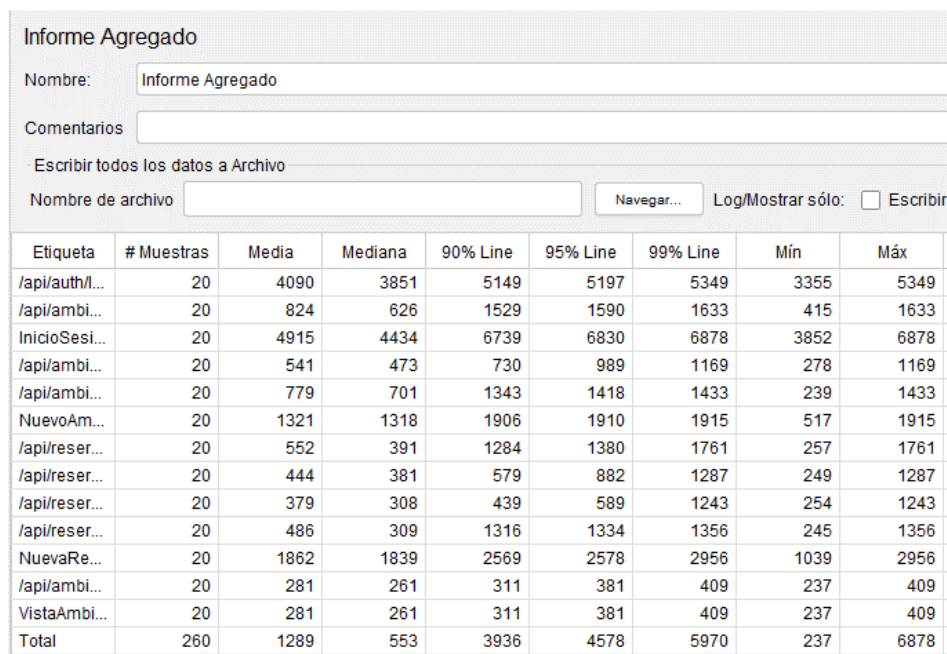 Informe Agregado
Nombre: Informe Agregado
Comentarios
Escribir todos los datos a Archivo
Nombre de archivo Navegar... Log/Mostrar sólo: Escribir
Etiqueta # Muestras Media Mediana 90% Line 95% Line 99% Line Mín Máx
/api/auth/l... 20 4090 3851 5149 5197 5349 3355 5349
/api/ambi... 20 824 626 1529 1590 1633 415 1633
InicioSesi... 20 4915 4434 6739 6830 6878 3852 6878
/api/ambi... 20 541 473 730 989 1169 278 1169
/api/ambi... 20 779 701 1343 1418 1433 239 1433
NuevoAm... 20 1321 1318 1906 1910 1915 517 1915
/api/reser... 20 552 391 1284 1380 1761 257 1761
/api/reser... 20 444 381 579 882 1287 249 1287
/api/reser... 20 379 308 439 589 1243 254 1243
/api/reser... 20 486 309 1316 1334 1356 245 1356
NuevaRe... 20 1862 1839 2569 2578 2956 1039 2956
/api/ambi... 20 281 261 311 381 409 237 409
VistaAmbi... 20 281 261 311 381 409 237 409
Total 260 1289 553 3936 4578 5970 237 6878